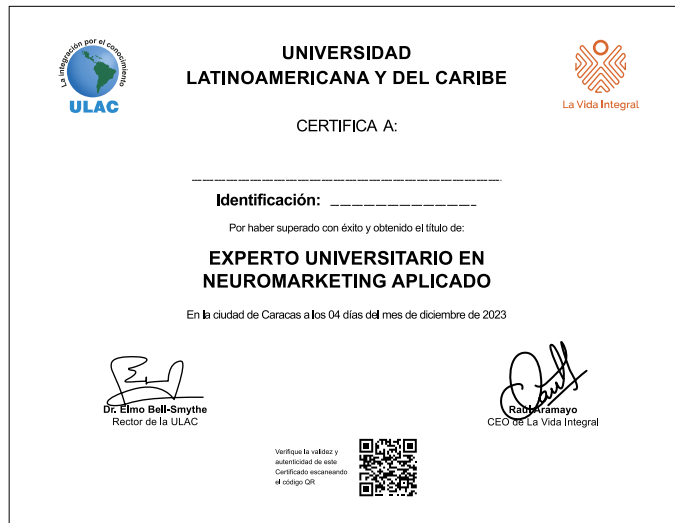 La integración por el conocimiento
ULAC
UNIVERSIDAD
LATINOAMERICANA Y DEL CARIBE
La Vida Integral
CERTIFICA A:
Identificación:
Por haber superado con éxito y obtenido el título de:
EXPERTO UNIVERSITARIO EN
NEUROMARKETING APLICADO
En la ciudad de Caracas a los 04 días del mes de diciembre de 2023
Dr. Elmo Bell-Smythe
Rector de la ULAC
Raúl Aramayo
CEO de La Vida Integral
Verifique la validez y
autenticidad de este
Certificado escaneando
el código QR